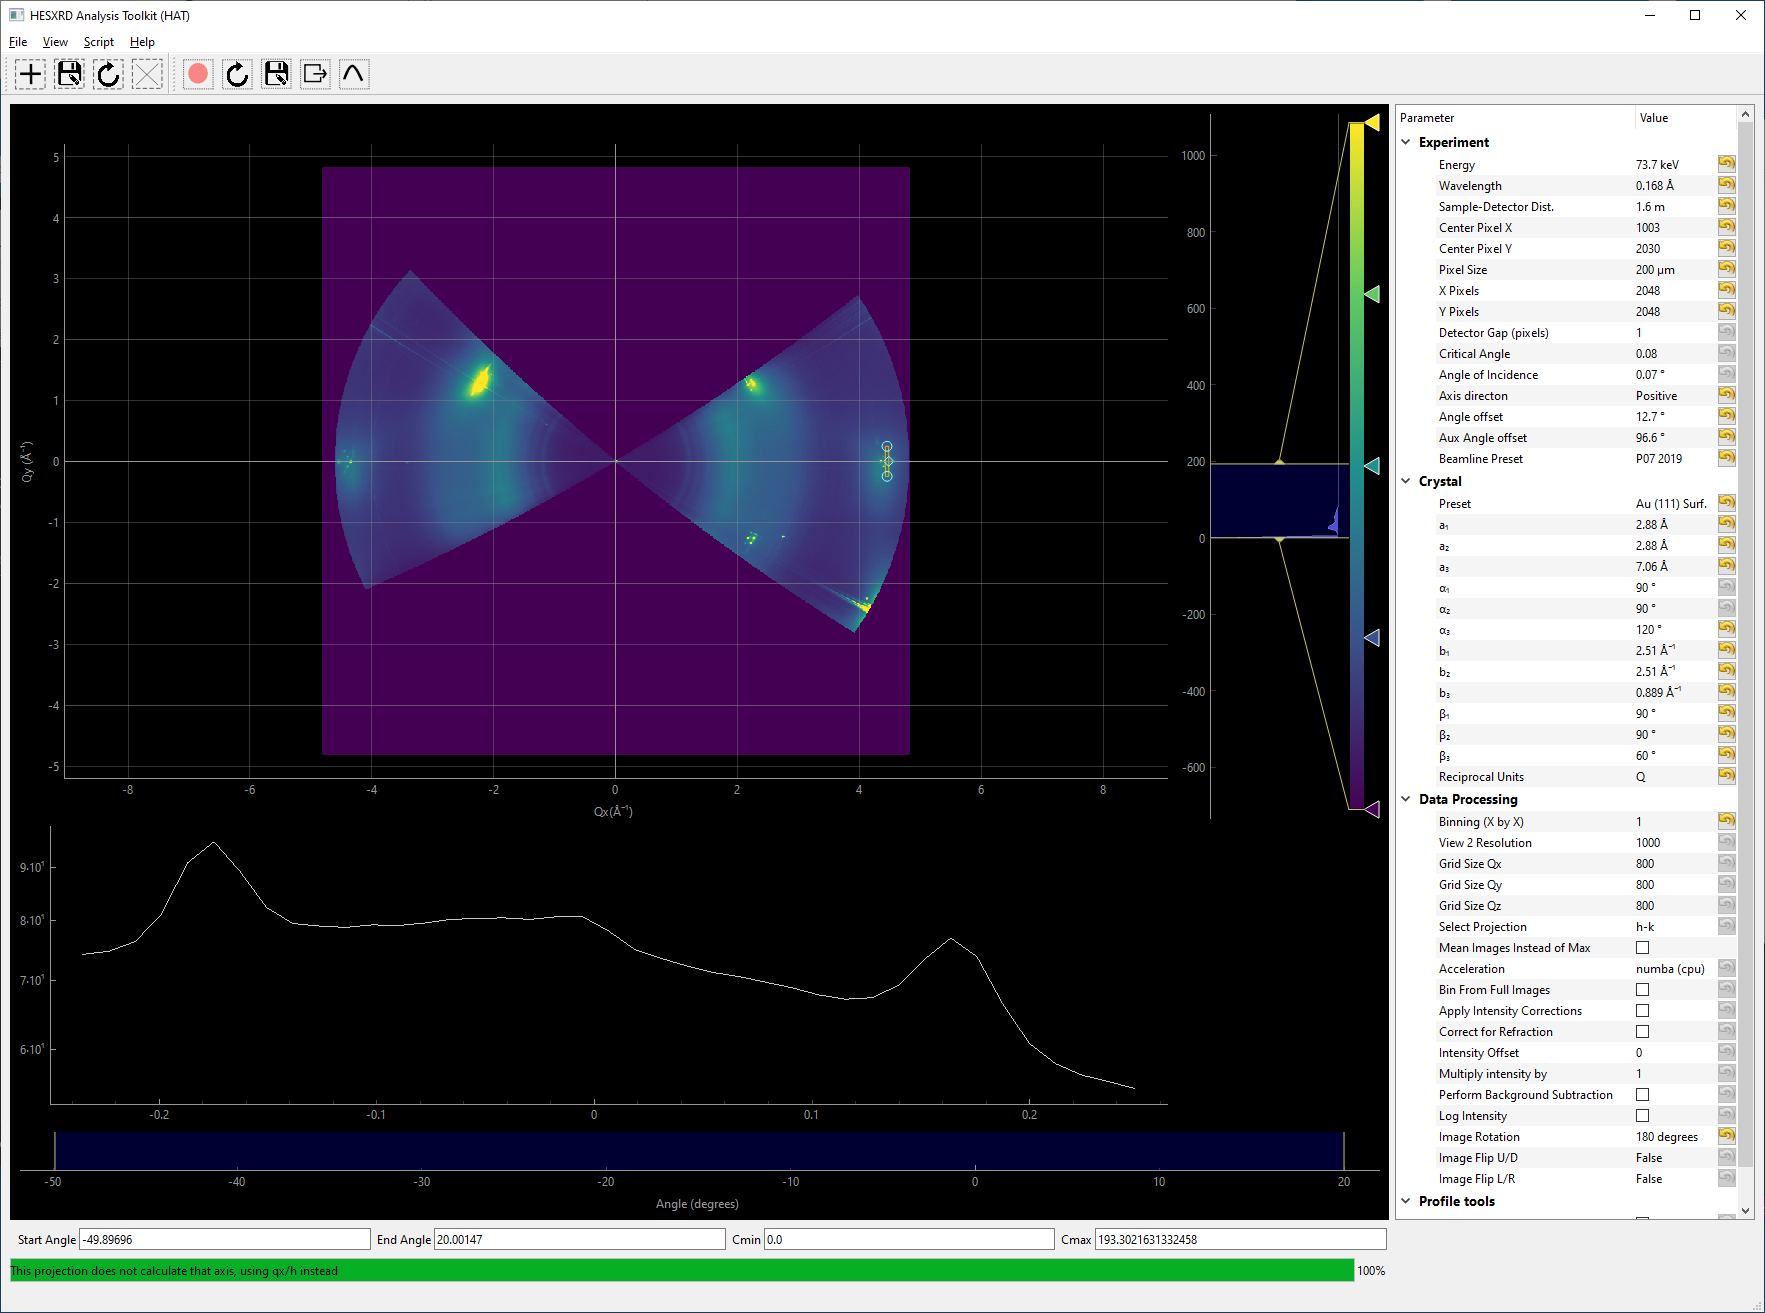 HESXRD Analysis Toolkit (HAT)
File View Script Help
5
4
3
2
1
0
-1
-2
-3
-4
-5
Qy (Å⁻¹)
-8 -6 -4 -2 0 2 4 6 8
Qx(Å⁻¹)
1000
800
600
400
200
0
-200
-400
-600
9·10¹
8·10¹
7·10¹
6·10¹
-0.2 -0.1 0 0.1 0.2
-50 -40 -30 -20 -10 0 10 20
Angle (degrees)
Start Angle -49.89696 End Angle 20.00147 Cmin 0.0 Cmax 193.3021631332458
This projection does not calculate that axis, using qx/h instead 100%
Parameter Value
Experiment
Energy 73.7 keV
Wavelength 0.168 Å
Sample-Detector Dist. 1.6 m
Center Pixel X 1003
Center Pixel Y 2030
Pixel Size 200 µm
X Pixels 2048
Y Pixels 2048
Detector Gap (pixels) 1
Critical Angle 0.08
Angle of Incidence 0.07 °
Axis directon Positive
Angle offset 12.7 °
Aux Angle offset 96.6 °
Beamline Preset P07 2019
Crystal
Preset Au (111) Surf.
a₁ 2.88 Å
a₂ 2.88 Å
a₃ 7.06 Å
α₁ 90 °
α₂ 90 °
α₃ 120 °
b₁ 2.51 Å⁻¹
b₂ 2.51 Å⁻¹
b₃ 0.889 Å⁻¹
β₁ 90 °
β₂ 90 °
β₃ 60 °
Reciprocal Units Q
Data Processing
Binning (X by X) 1
View 2 Resolution 1000
Grid Size Qx 800
Grid Size Qy 800
Grid Size Qz 800
Select Projection h-k
Mean Images Instead of Max
Acceleration numba (cpu)
Bin From Full Images
Apply Intensity Corrections
Correct for Refraction
Intensity Offset 0
Multiply intensity by 1
Perform Background Subtraction
Log Intensity
Image Rotation 180 degrees
Image Flip U/D False
Image Flip L/R False
Profile tools